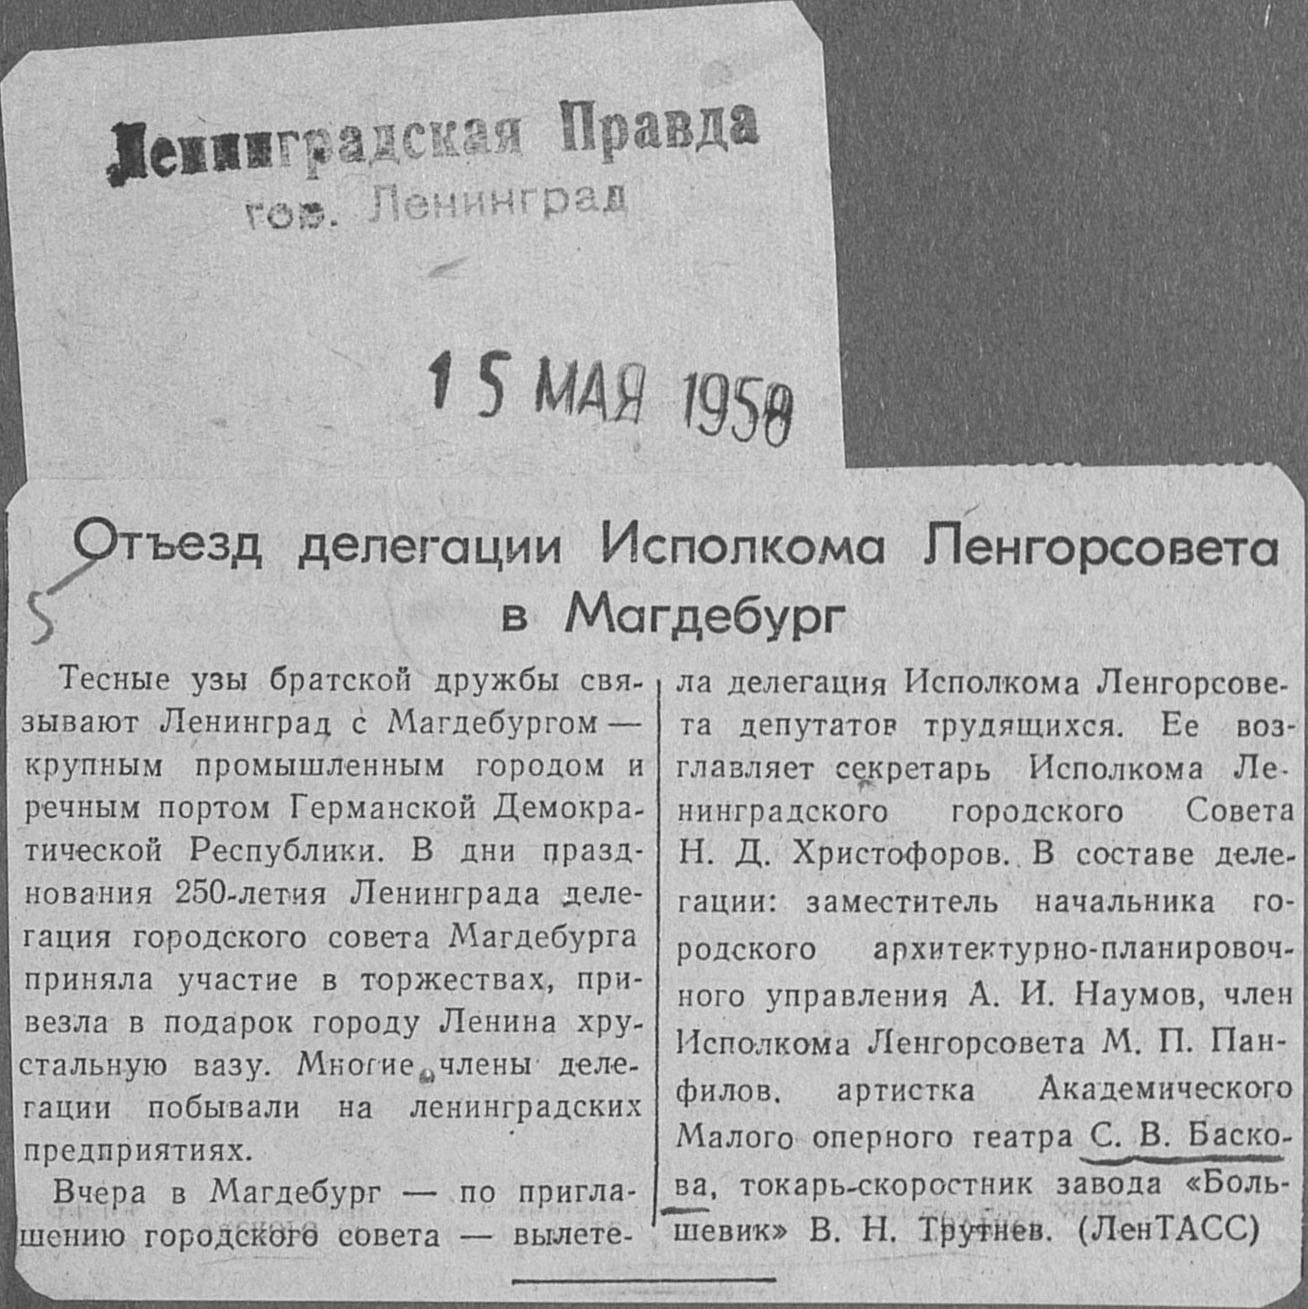 Ленинградская Правда
гор. Ленинград
15 МАЯ 1958
Отъезд делегации Исполкома Ленгорсовета
в Магдебург
5
Тесные узы братской дружбы свя-
зывают Ленинград с Магдебургом —
крупным промышленным городом и
речным портом Германской Демокра-
тической Республики. В дни празд-
нования 250-летия Ленинграда деле-
гация городского совета Магдебурга
приняла участие в торжествах, при-
везла в подарок городу Ленина хру-
стальную вазу. Многие члены деле-
гации побывали на ленинградских
предприятиях.
Вчера в Магдебург — по пригла-
шению городского совета — вылете-
ла делегация Исполкома Ленгорсове-
та депутатов трудящихся. Ее воз-
главляет секретарь Исполкома Ле-
нинградского городского Совета
Н. Д. Христофоров. В составе деле-
гации: заместитель начальника го-
родского архитектурно-планировоч-
ного управления А. И. Наумов, член
Исполкома Ленгорсовета М. П. Пан-
филов, артистка Академического
Малого оперного театра С. В. Баско-
ва, токарь-скоростник завода «Боль-
шевик» В. Н. Трутнев. (ЛенТАСС)